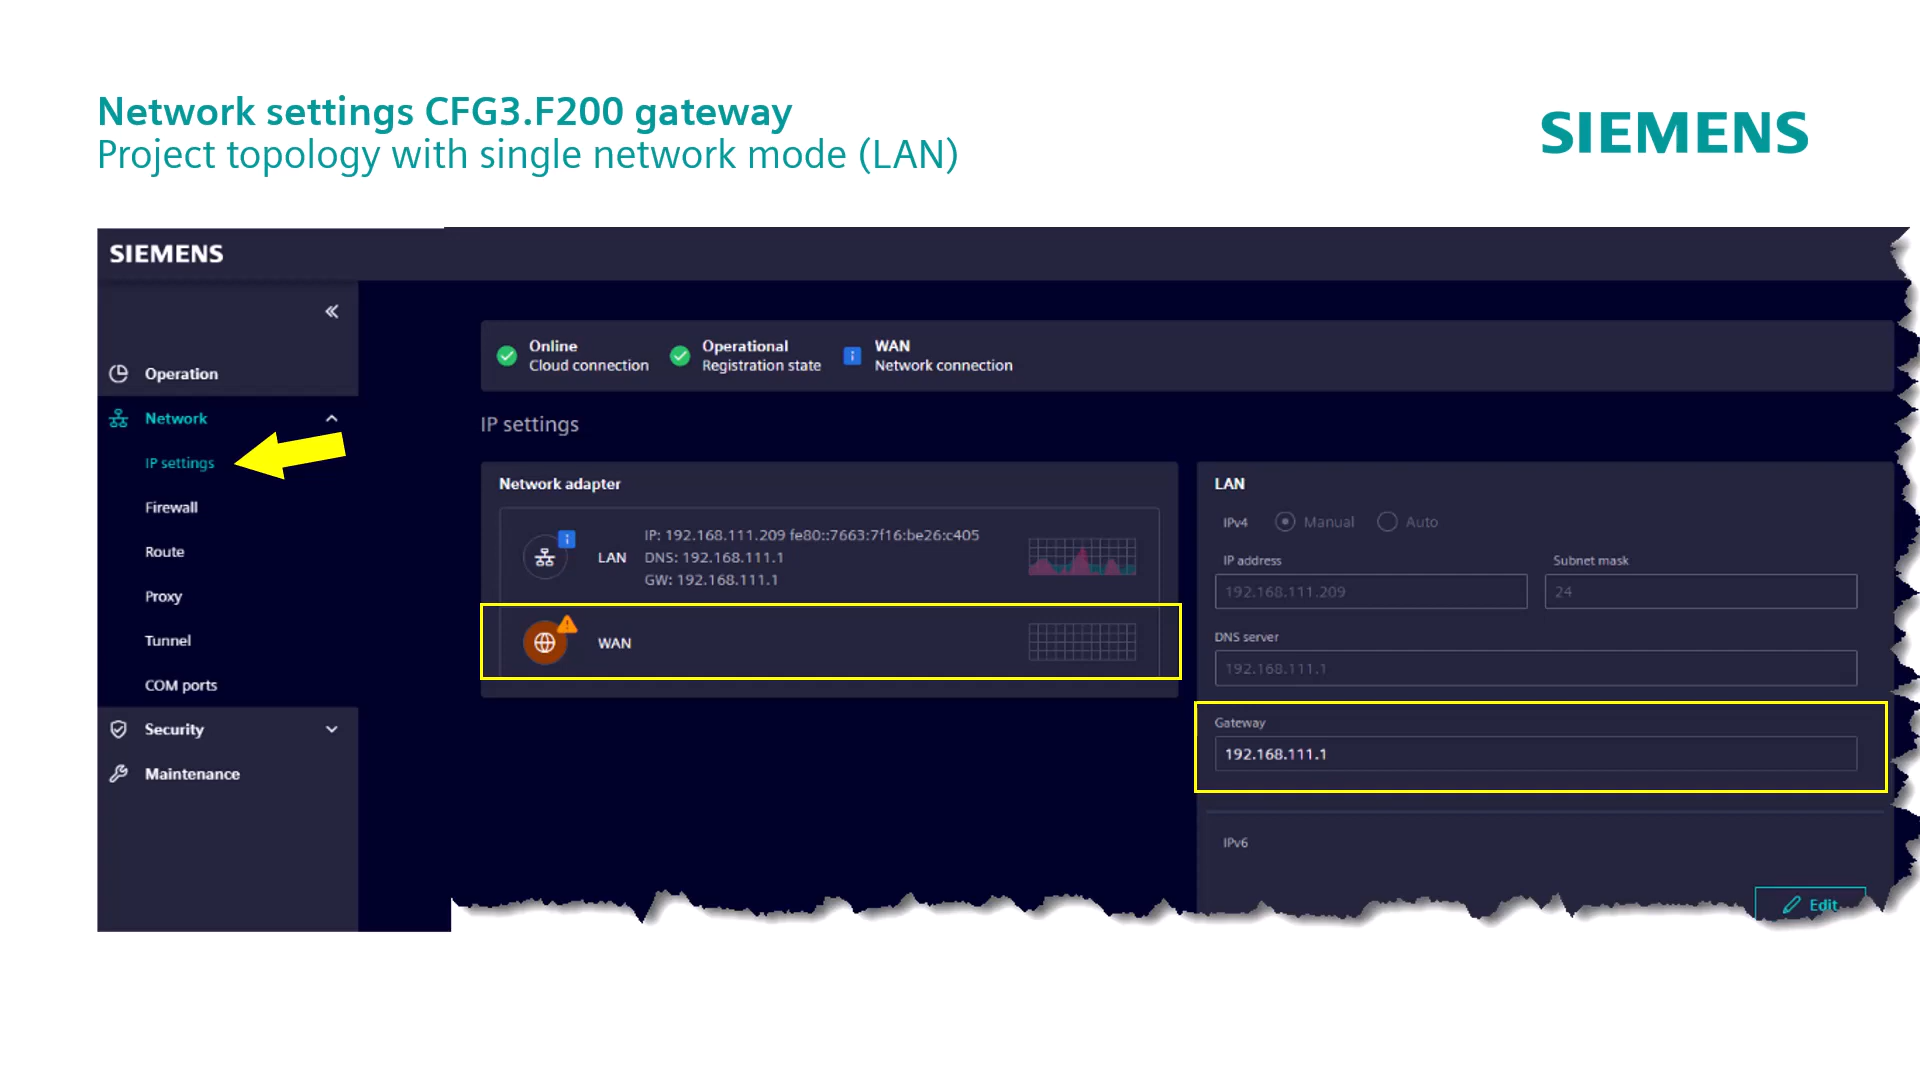 Network settings CFG3.F200 gateway
Project topology with single network mode (LAN)
SIEMENS
SIEMENS
Operation
Network
IP settings
Firewall
Route
Proxy
Tunnel
COM ports
Security
Maintenance
Online
Cloud connection
Operational
Registration state
WAN
Network connection
IP settings
Network adapter
LAN
IP: 192.168.111.209 fe80::7663:7f16:be26:c405
DNS: 192.168.111.1
GW: 192.168.111.1
WAN
LAN
IPv4 Manual Auto
IP address Subnet mask
192.168.111.209 24
DNS server
192.168.111.1
Gateway
192.168.111.1
IPv6
Edit